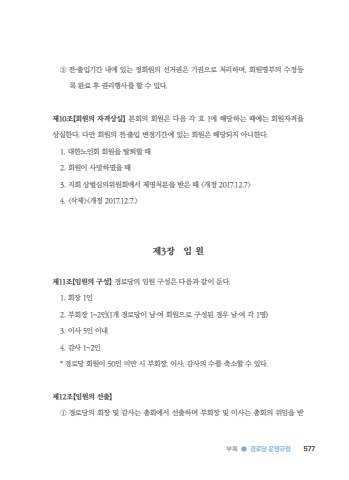 ② 전·출입기간 내에 있는 정회원의 선거권은 기권으로 처리하며, 회원명부의 수정등
록 완료 후 권리행사를 할 수 있다.
제10조【회원의 자격상실】 본회의 회원은 다음 각 호 1에 해당하는 때에는 회원자격을
상실한다. 다만 회원의 전·출입 변경기간에 있는 회원은 해당되지 아니한다.
1. 대한노인회 회원을 탈퇴할 때
2. 회원이 사망하였을 때
3. 지회 상벌심의위원회에서 제명처분을 받은 때 <개정 2017.12.7>
4. <삭제><개정 2017.12.7.>
제3장 임 원
제11조【임원의 구성】 경로당의 임원 구성은 다음과 같이 둔다.
1. 회장 1인
2. 부회장 1~2인(1개 경로당이 남·여 회원으로 구성된 경우 남·여 각 1명)
3. 이사 5인 이내
4. 감사 1~2인
* 경로당 회원이 50인 미만 시 부회장, 이사, 감사의 수를 축소할 수 있다.
제12조【임원의 선출】
① 경로당의 회장 및 감사는 총회에서 선출하며 부회장 및 이사는 총회의 위임을 받
부록 ● 경로당 운영규정 577